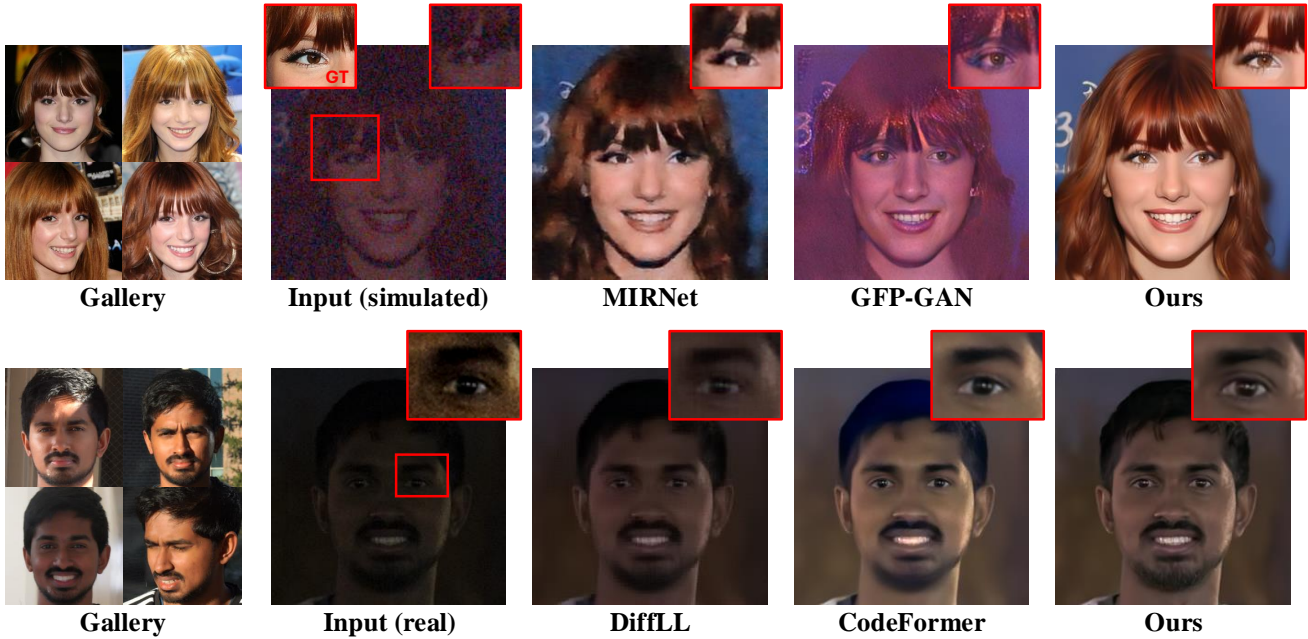 GT
Gallery
Input (simulated)
MIRNet
GFP-GAN
Ours
Gallery
Input (real)
DiffLL
CodeFormer
Ours